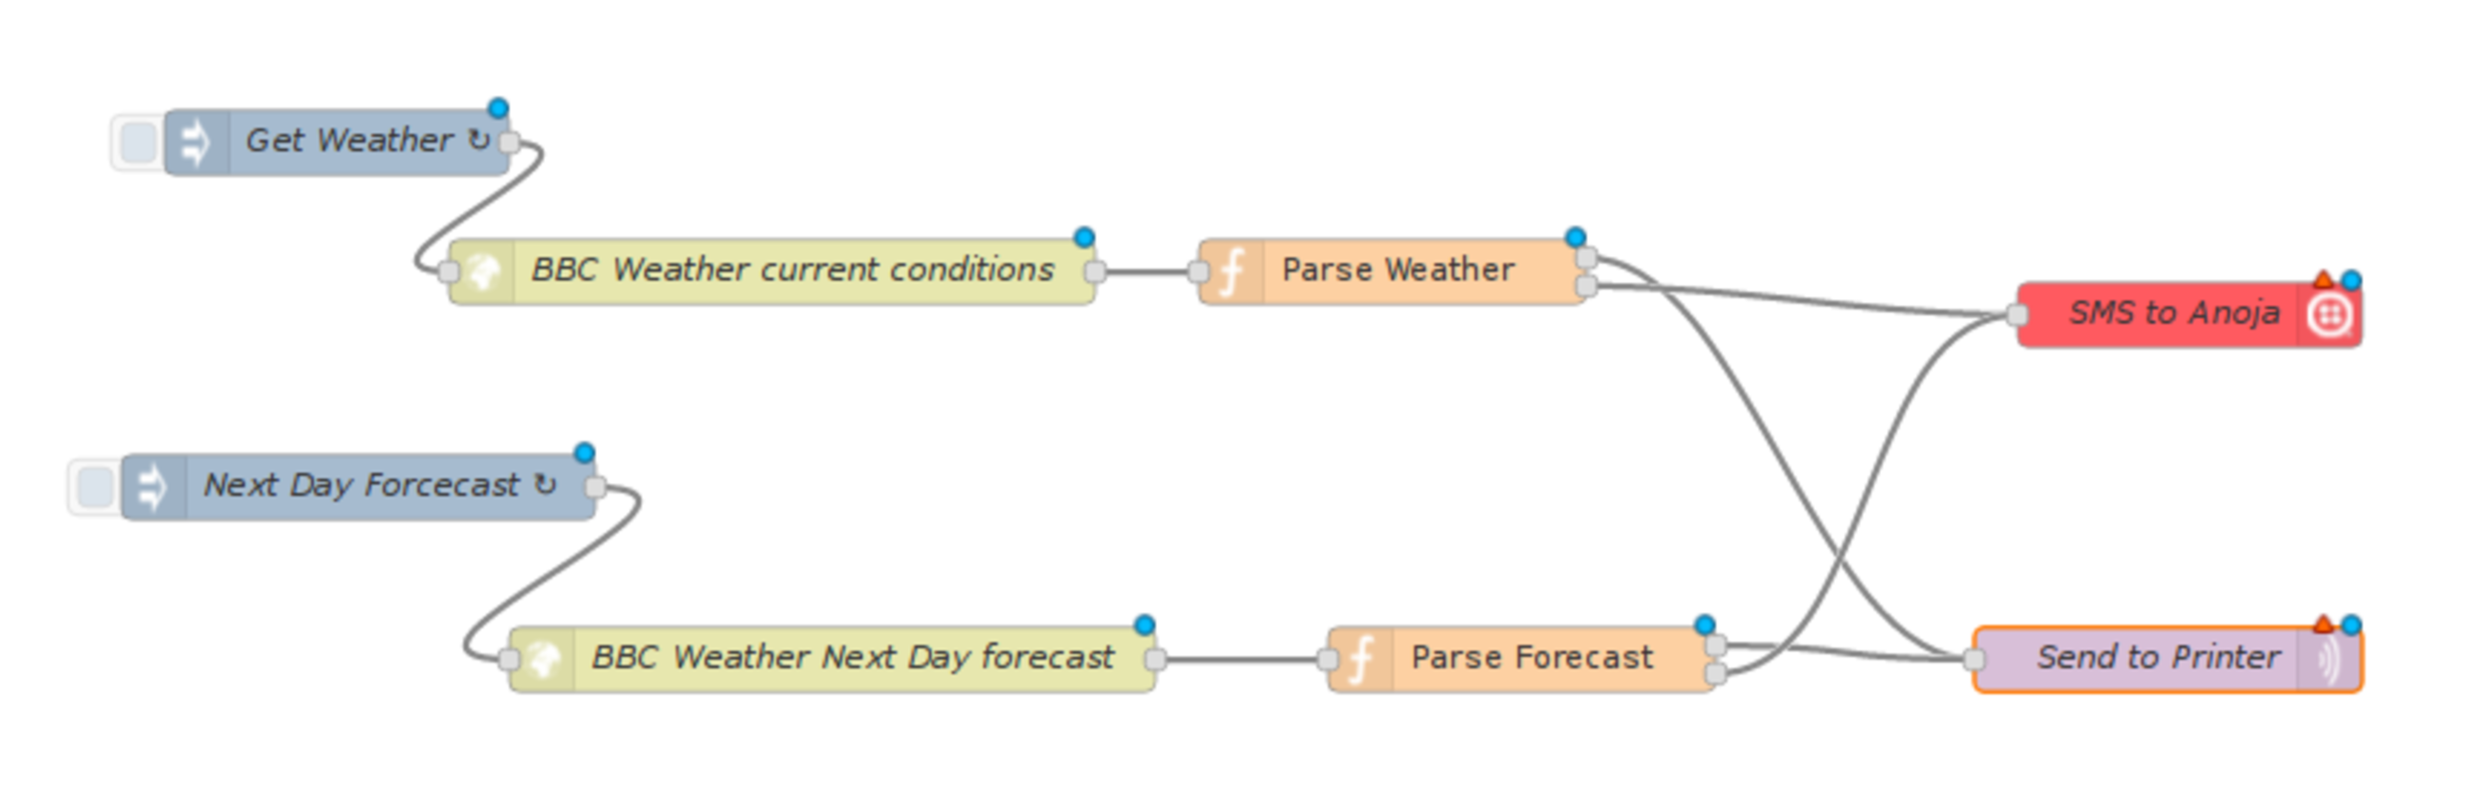 Get Weather ↻
BBC Weather current conditions
Parse Weather
SMS to Anoja
Next Day Forcecast ↻
BBC Weather Next Day forecast
Parse Forecast
Send to Printer